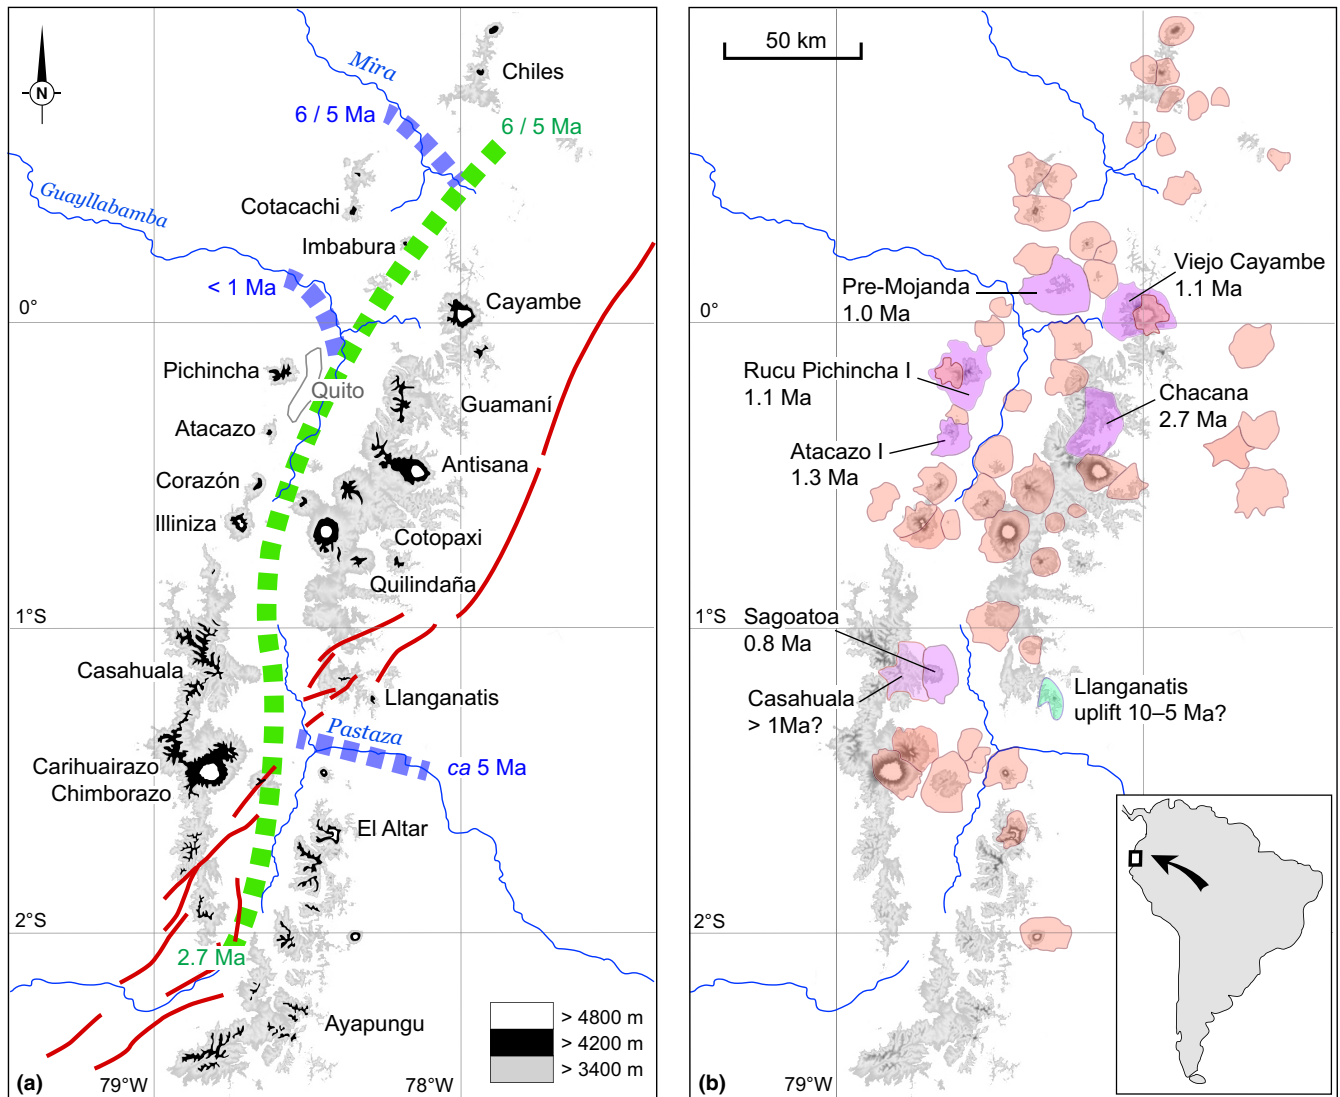 N
Mira
Chiles
6 / 5 Ma
6 / 5 Ma
Guayllabamba
Cotacachi
Imbabura
< 1 Ma
Cayambe
0°
Pichincha
Quito
Guamaní
Atacazo
Antisana
Corazón
Illiniza
Cotopaxi
Quilindaña
1°S
Casahuala
Llanganatis
Pastaza
Carihuairazo
Chimborazo
ca 5 Ma
El Altar
2°S
2.7 Ma
Ayapungu
> 4800 m
> 4200 m
> 3400 m
(a)
79°W
78°W
50 km
Viejo Cayambe
1.1 Ma
Pre-Mojanda
1.0 Ma
0°
Rucu Pichincha I
1.1 Ma
Chacana
2.7 Ma
Atacazo I
1.3 Ma
1°S
Sagoatoa
0.8 Ma
Casahuala
> 1Ma?
Llanganatis
uplift 10–5 Ma?
2°S
(b)
79°W